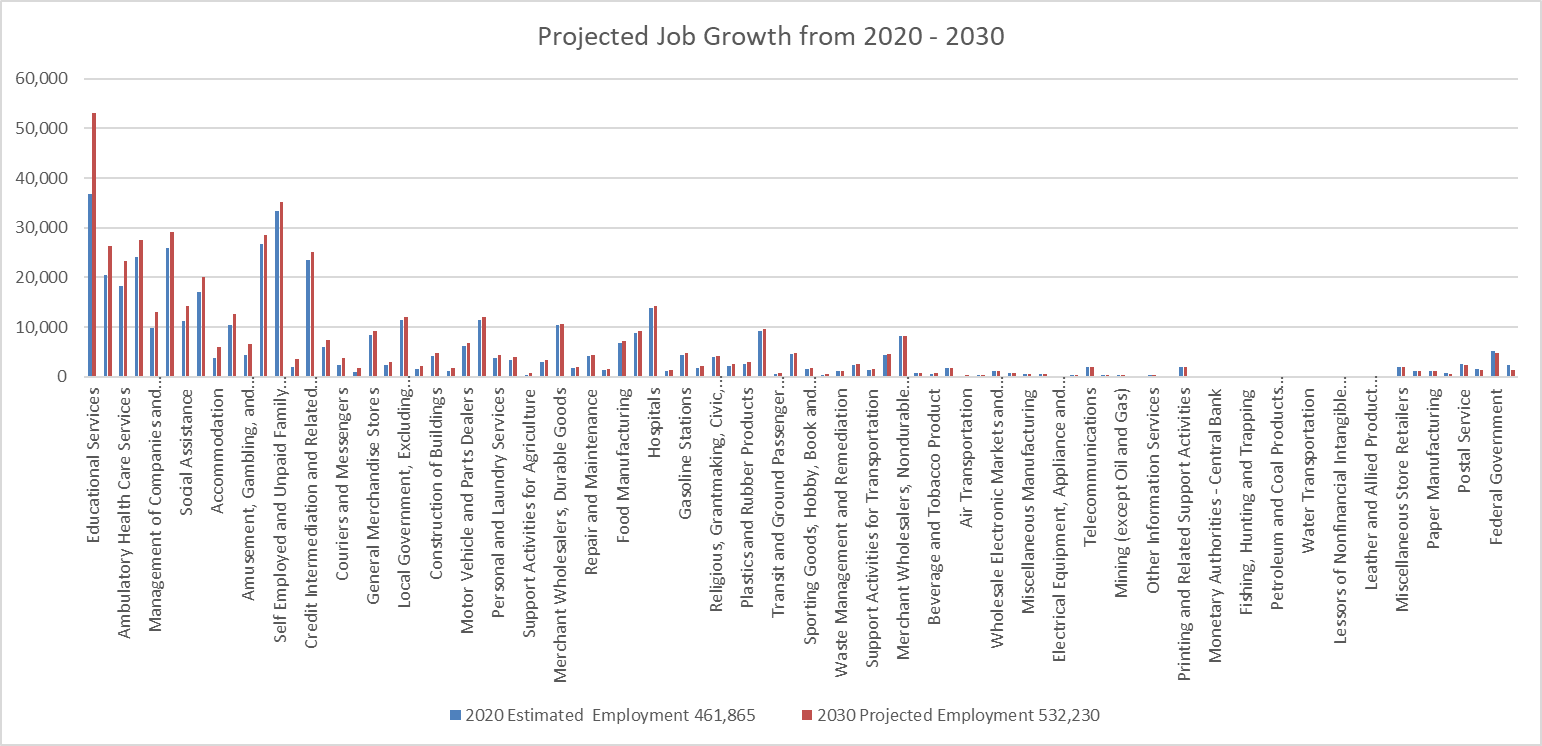 Projected Job Growth from 2020 - 2030
60,000
50,000
40,000
30,000
20,000
10,000
0
Educational Services
Ambulatory Health Care Services
Management of Companies and…
Social Assistance
Accommodation
Amusement, Gambling, and…
Self Employed and Unpaid Family…
Credit Intermediation and Related…
Couriers and Messengers
General Merchandise Stores
Local Government, Excluding…
Construction of Buildings
Motor Vehicle and Parts Dealers
Personal and Laundry Services
Support Activities for Agriculture
Merchant Wholesalers, Durable Goods
Repair and Maintenance
Food Manufacturing
Hospitals
Gasoline Stations
Religious, Grantmaking, Civic,…
Plastics and Rubber Products
Transit and Ground Passenger…
Sporting Goods, Hobby, Book and…
Waste Management and Remediation
Support Activities for Transportation
Merchant Wholesalers, Nondurable…
Beverage and Tobacco Product
Air Transportation
Wholesale Electronic Markets and…
Miscellaneous Manufacturing
Electrical Equipment, Appliance and…
Telecommunications
Mining (except Oil and Gas)
Other Information Services
Printing and Related Support Activities
Monetary Authorities - Central Bank
Fishing, Hunting and Trapping
Petroleum and Coal Products…
Water Transportation
Lessors of Nonfinancial Intangible…
Leather and Allied Product…
Miscellaneous Store Retailers
Paper Manufacturing
Postal Service
Federal Government
2020 Estimated  Employment 461,865
2030 Projected Employment 532,230